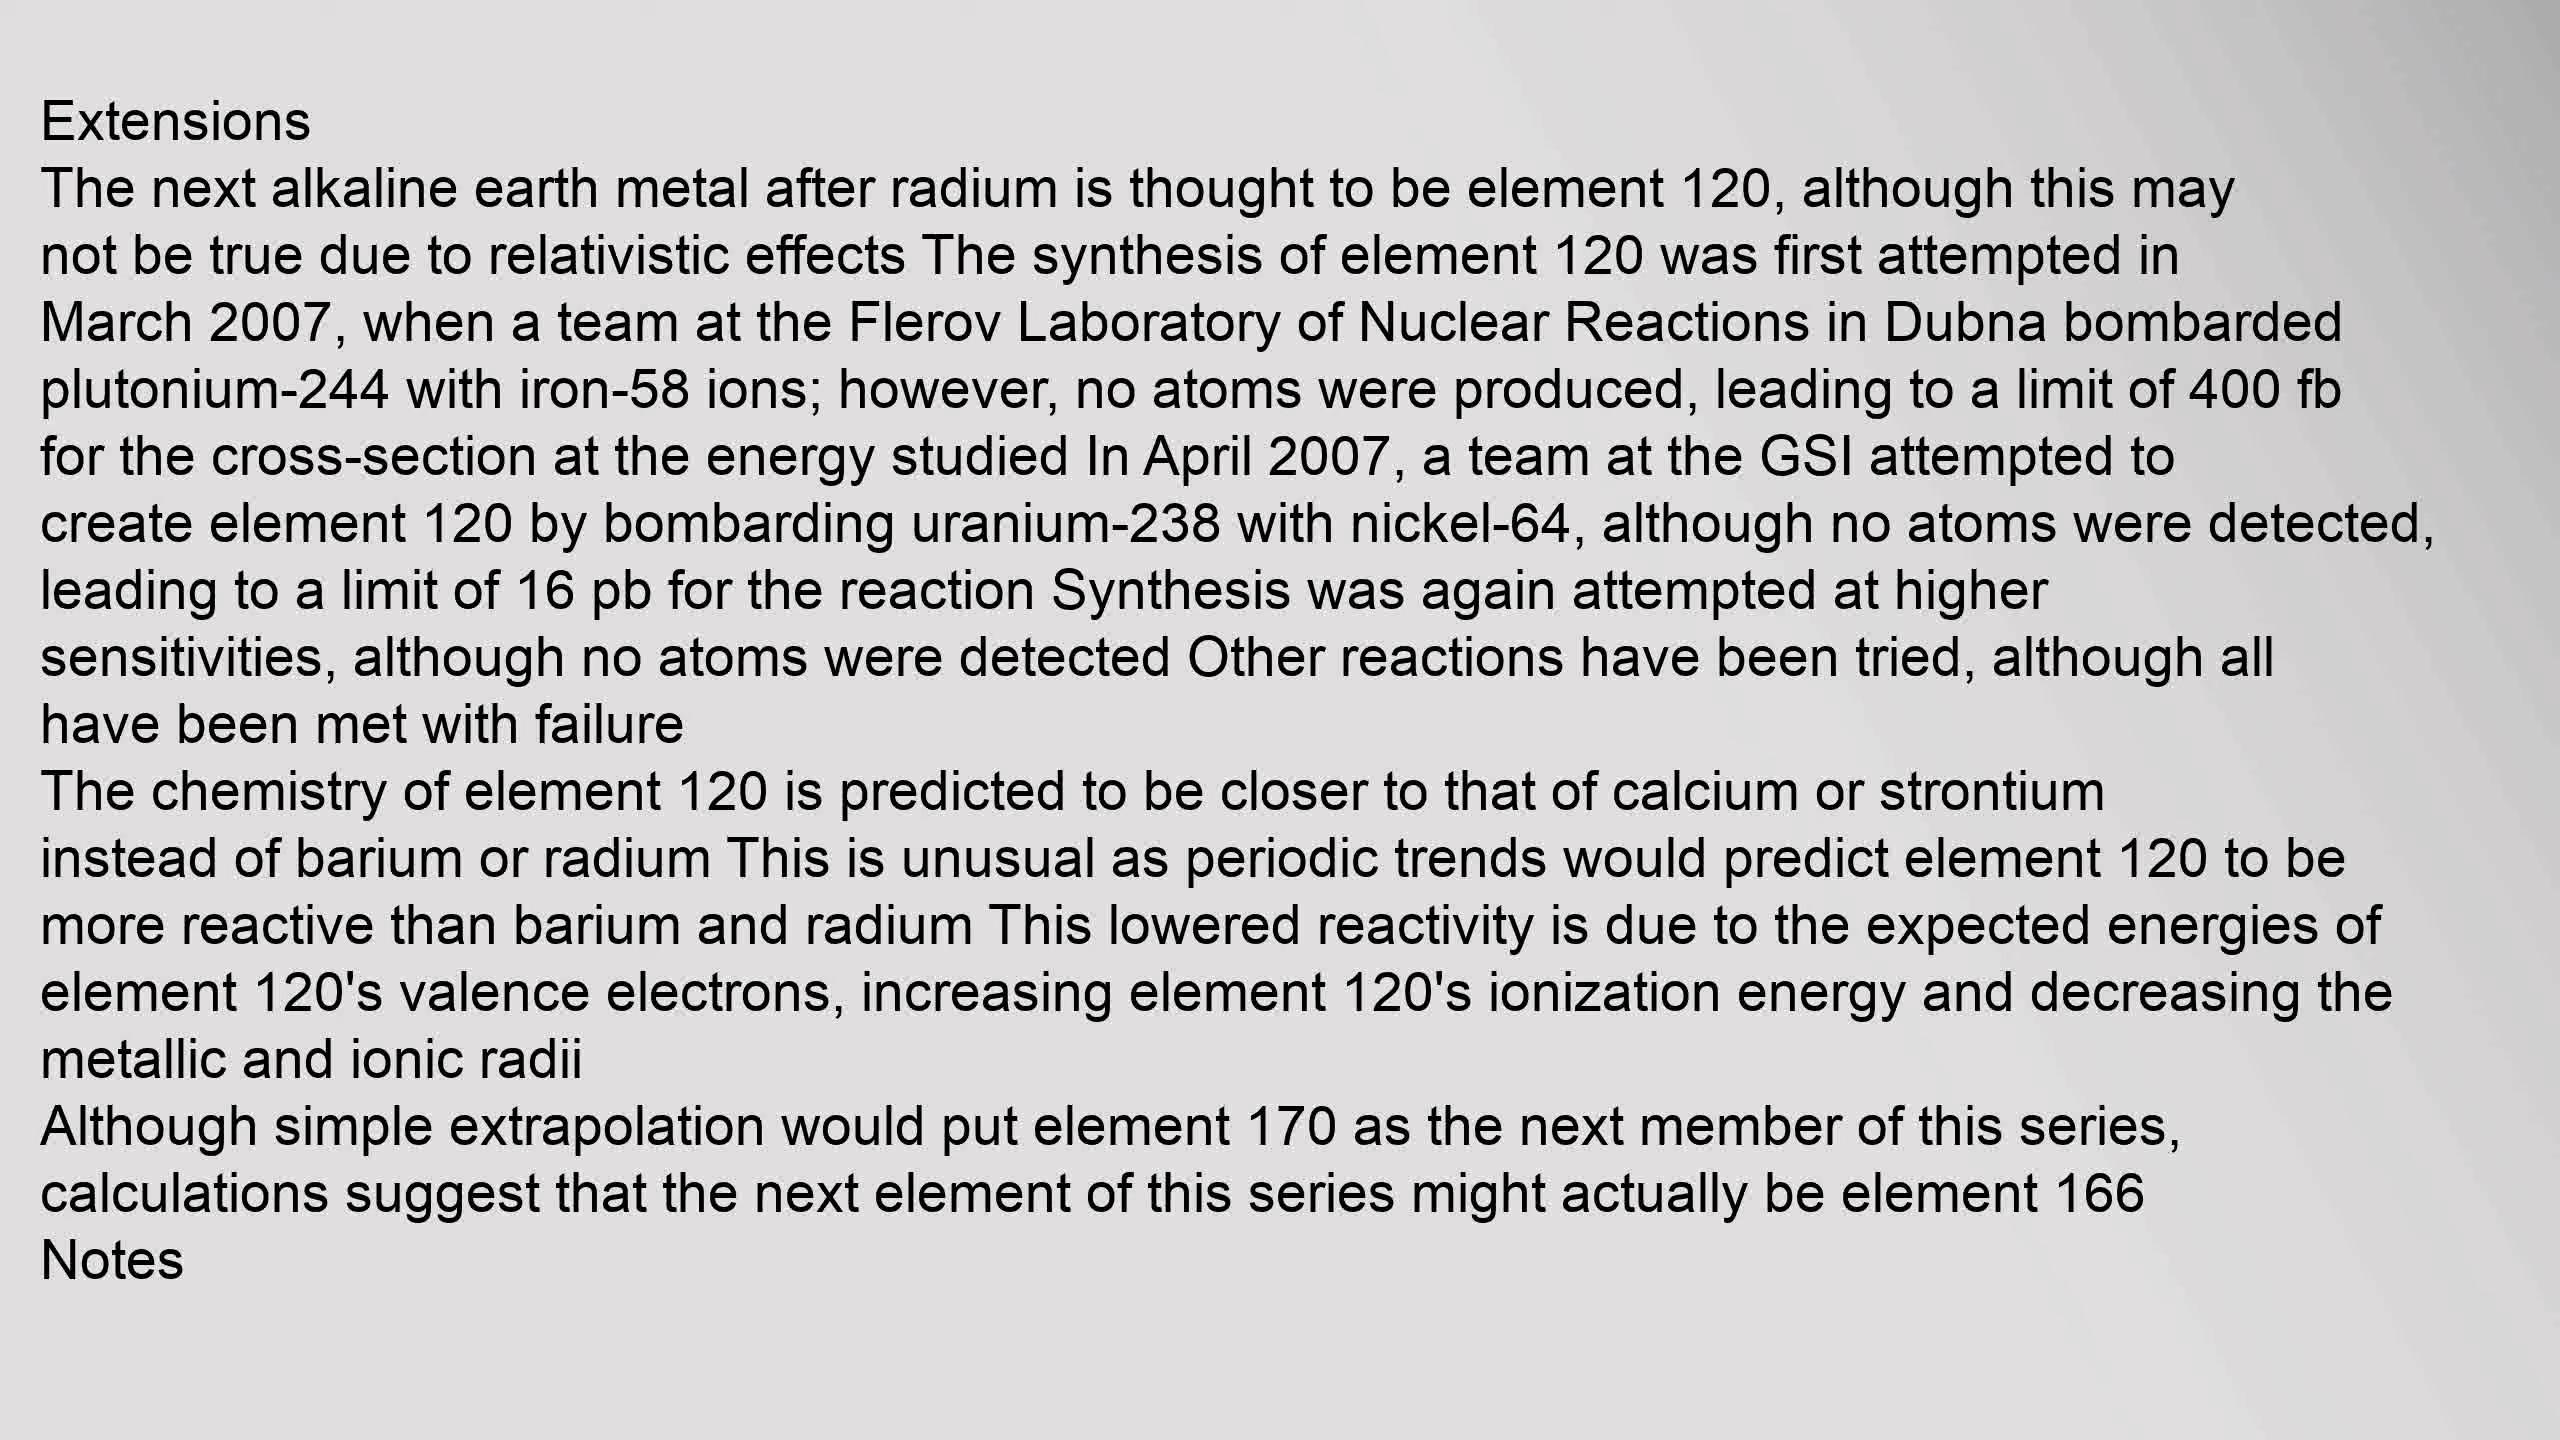 Extensions
The next alkaline earth metal after radium is thought to be element 120, although this may
not be true due to relativistic effects The synthesis of element 120 was first attempted in
March 2007, when a team at the Flerov Laboratory of Nuclear Reactions in Dubna bombarded
plutonium-244 with iron-58 ions; however, no atoms were produced, leading to a limit of 400 fb
for the cross-section at the energy studied In April 2007, a team at the GSI attempted to
create element 120 by bombarding uranium-238 with nickel-64, although no atoms were detected,
leading to a limit of 16 pb for the reaction Synthesis was again attempted at higher
sensitivities, although no atoms were detected Other reactions have been tried, although all
have been met with failure
The chemistry of element 120 is predicted to be closer to that of calcium or strontium
instead of barium or radium This is unusual as periodic trends would predict element 120 to be
more reactive than barium and radium This lowered reactivity is due to the expected energies of
element 120's valence electrons, increasing element 120's ionization energy and decreasing the
metallic and ionic radii
Although simple extrapolation would put element 170 as the next member of this series,
calculations suggest that the next element of this series might actually be element 166
Notes